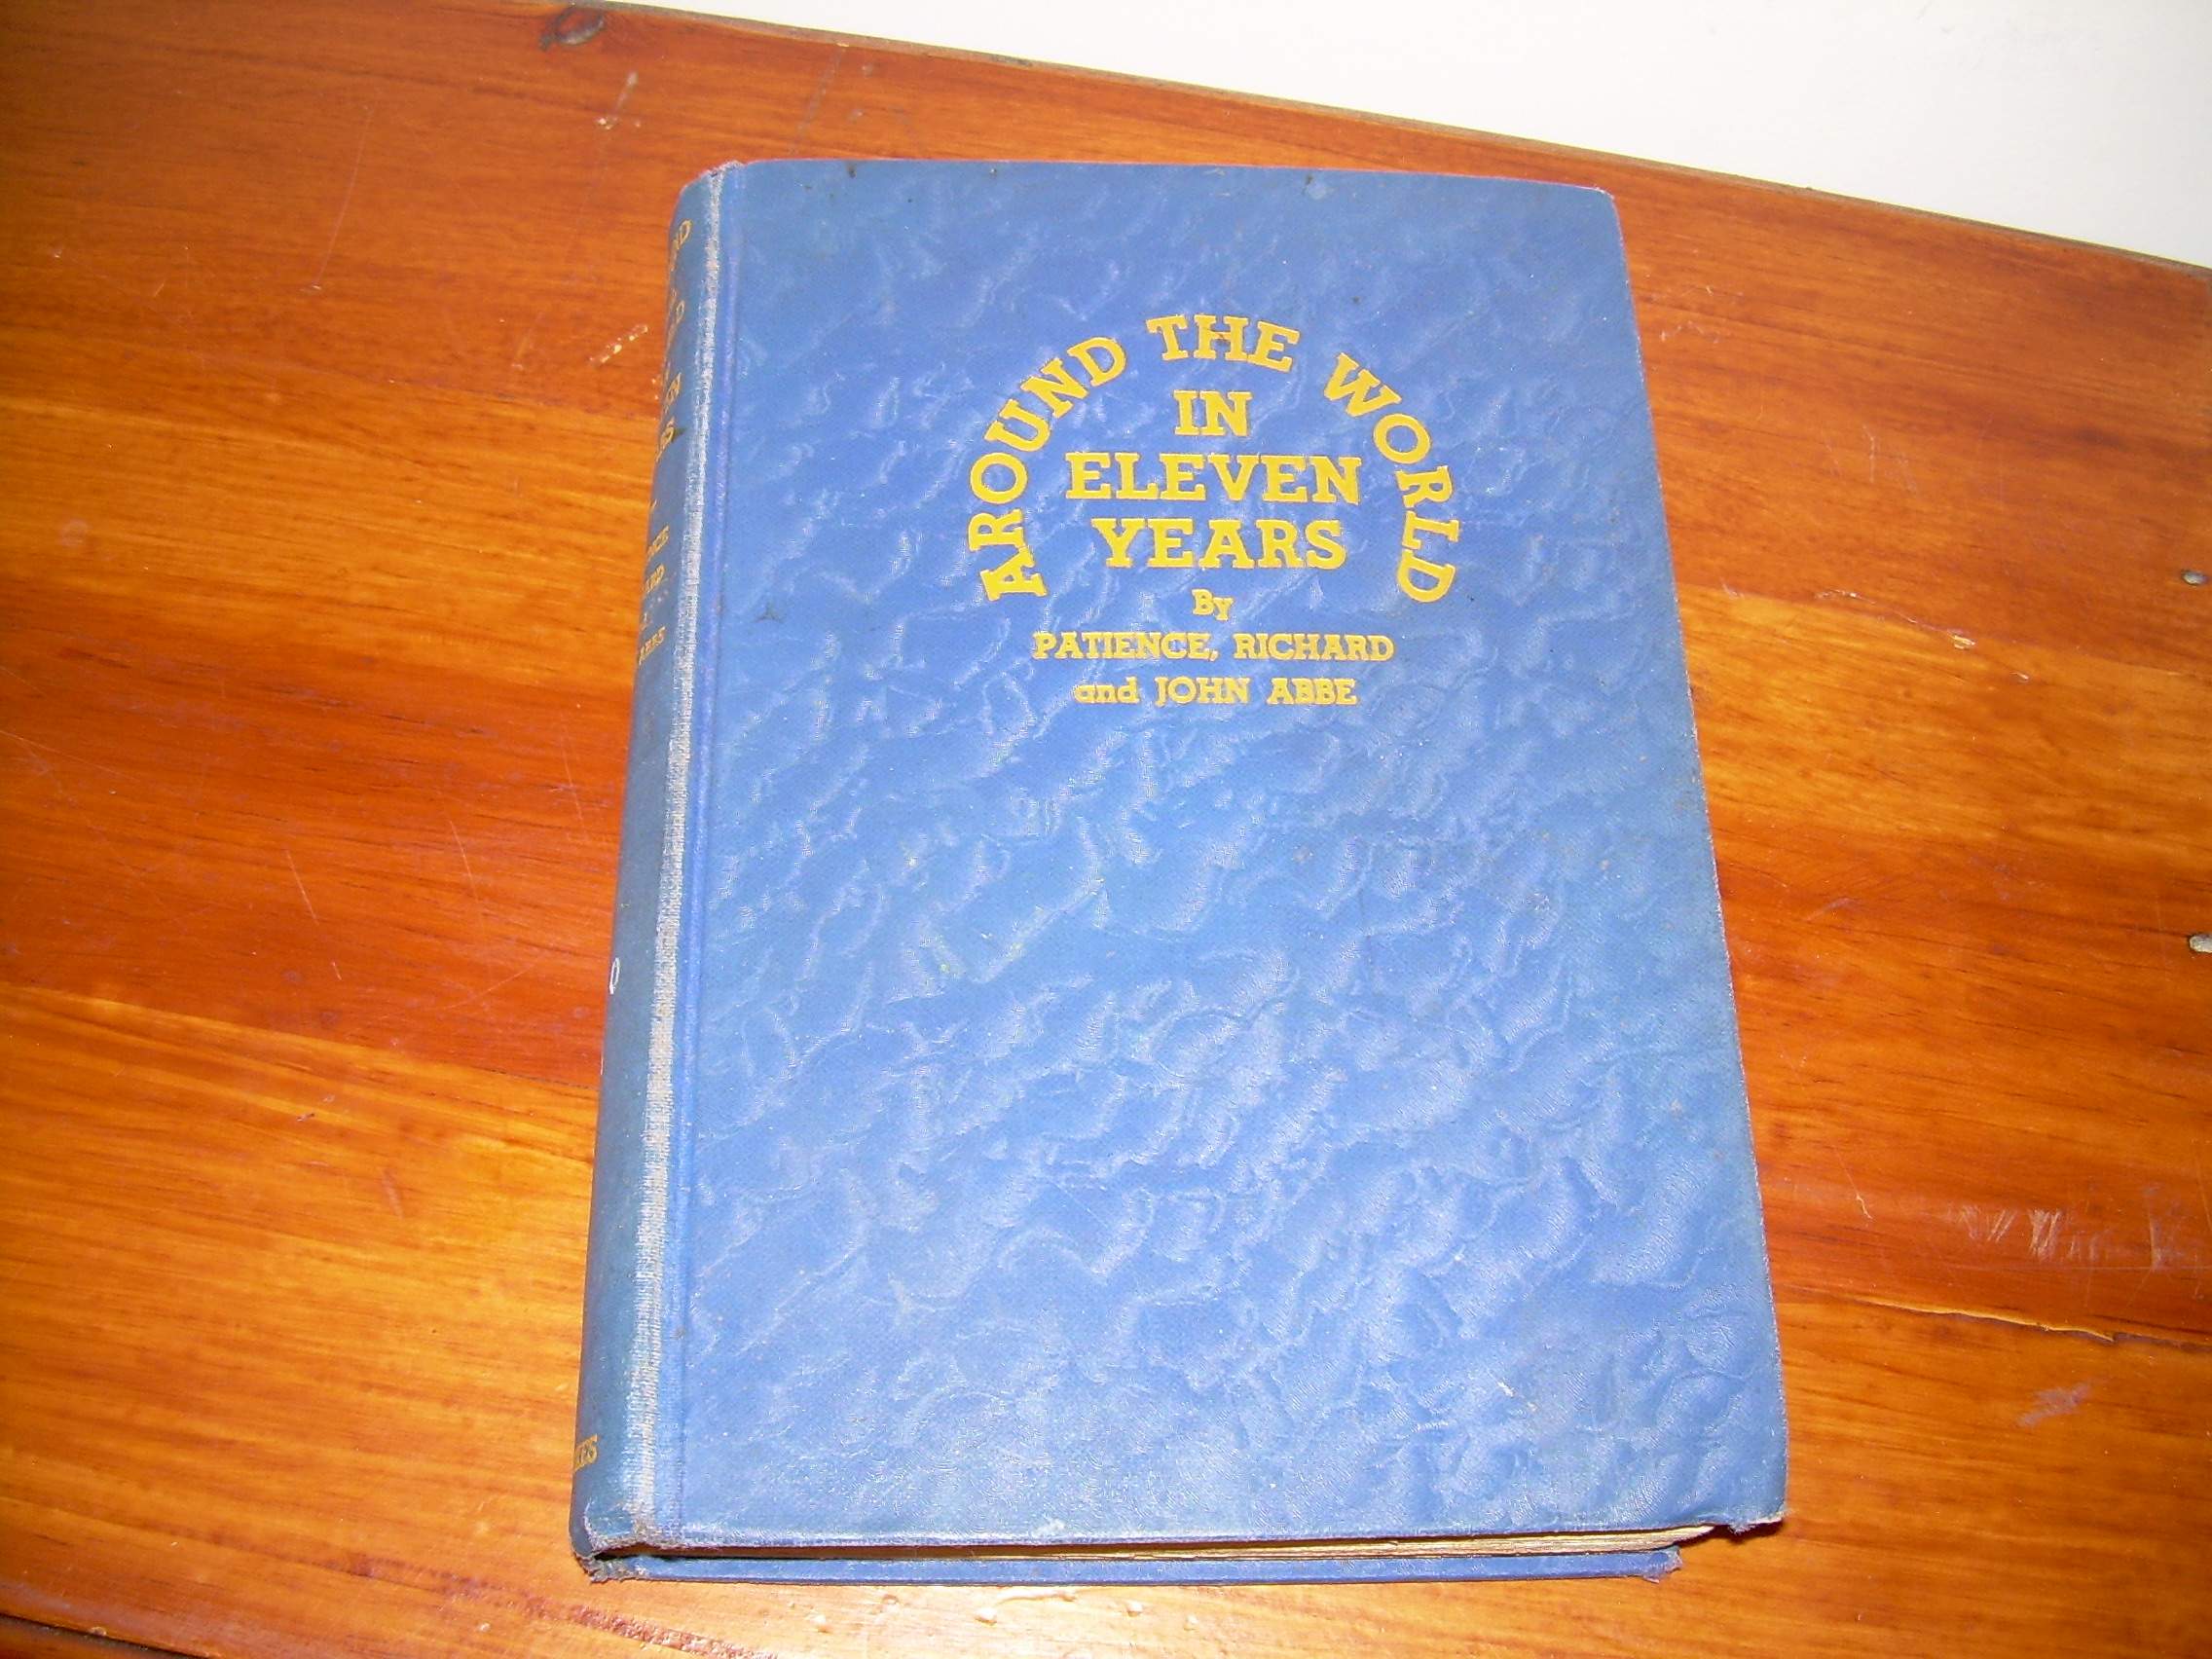 AROUND THE WORLD
IN
ELEVEN
YEARS
By
PATIENCE, RICHARD
and JOHN ABBE